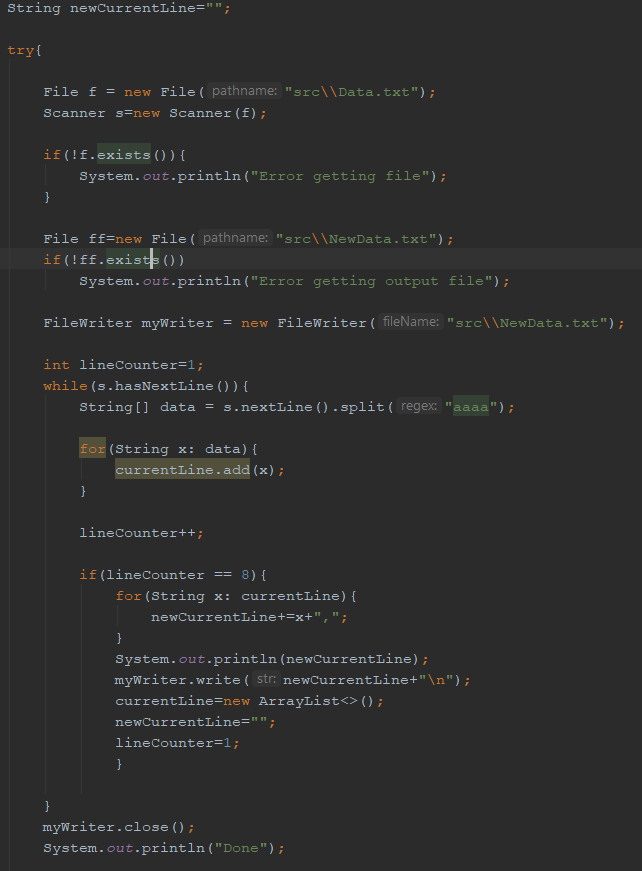 String newCurrentLine="";
try{
File f = new File( pathname: "src\\Data.txt");
Scanner s=new Scanner(f);
if(!f.exists()){
System.out.println("Error getting file");
}
File ff=new File( pathname: "src\\NewData.txt");
if(!ff.exists())
System.out.println("Error getting output file");
FileWriter myWriter = new FileWriter( fileName: "src\\NewData.txt");
int lineCounter=1;
while(s.hasNextLine()){
String[] data = s.nextLine().split( regex: "aaaa");
for(String x: data){
currentLine.add(x);
}
lineCounter++;
if(lineCounter == 8){
for(String x: currentLine){
newCurrentLine+=x+",";
}
System.out.println(newCurrentLine);
myWriter.write( str: newCurrentLine+"\n");
currentLine=new ArrayList<>();
newCurrentLine="";
lineCounter=1;
}
}
myWriter.close();
System.out.println("Done");